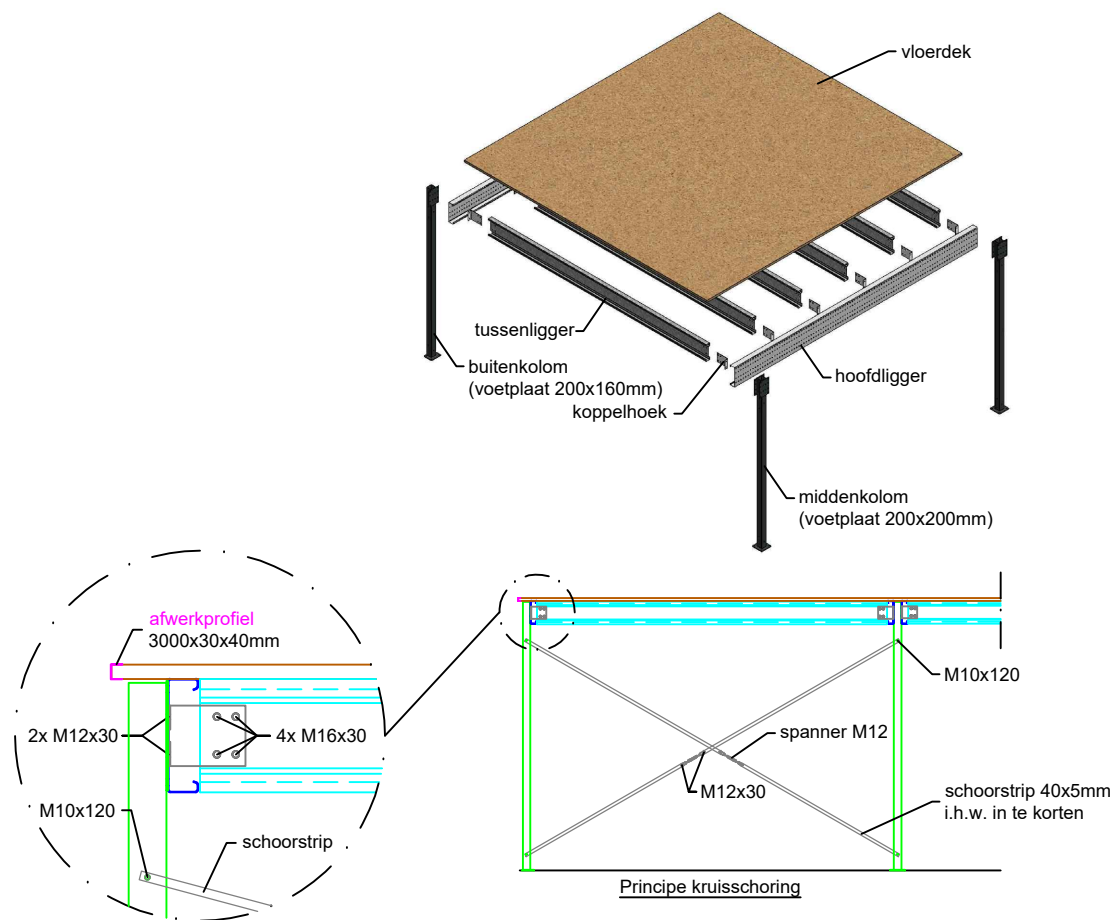 vloerdek
tussenligger
buitenkolom
(voetplaat 200x160mm)
koppelhoek
hoofdligger
middenkolom
(voetplaat 200x200mm)
afwerkprofiel
3000x30x40mm
2x M12x30
4x M16x30
M10x120
schoorstrip
M10x120
spanner M12
M12x30
schoorstrip 40x5mm
i.h.w. in te korten
Principe kruisschoring